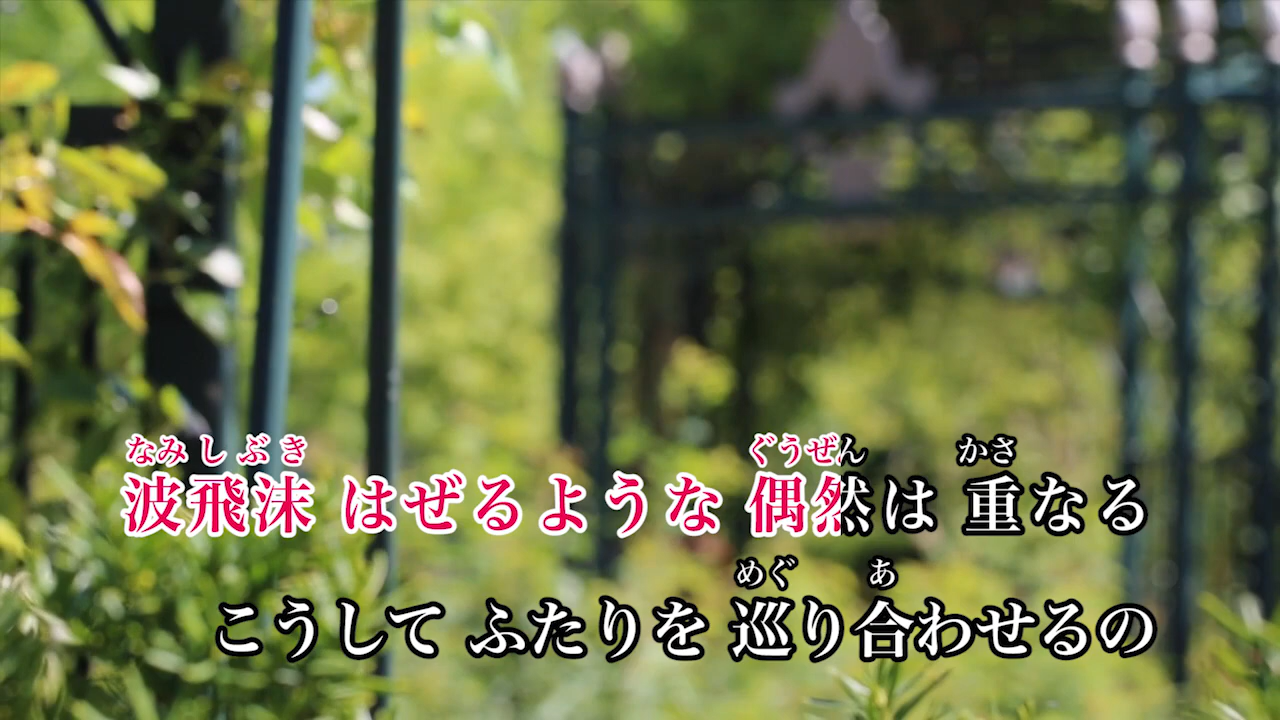 なみしぶき ぐうぜん かさ
波飛沫 はぜるような 偶然は 重なる
めぐ あ
こうして ふたりを 巡り合わせるの